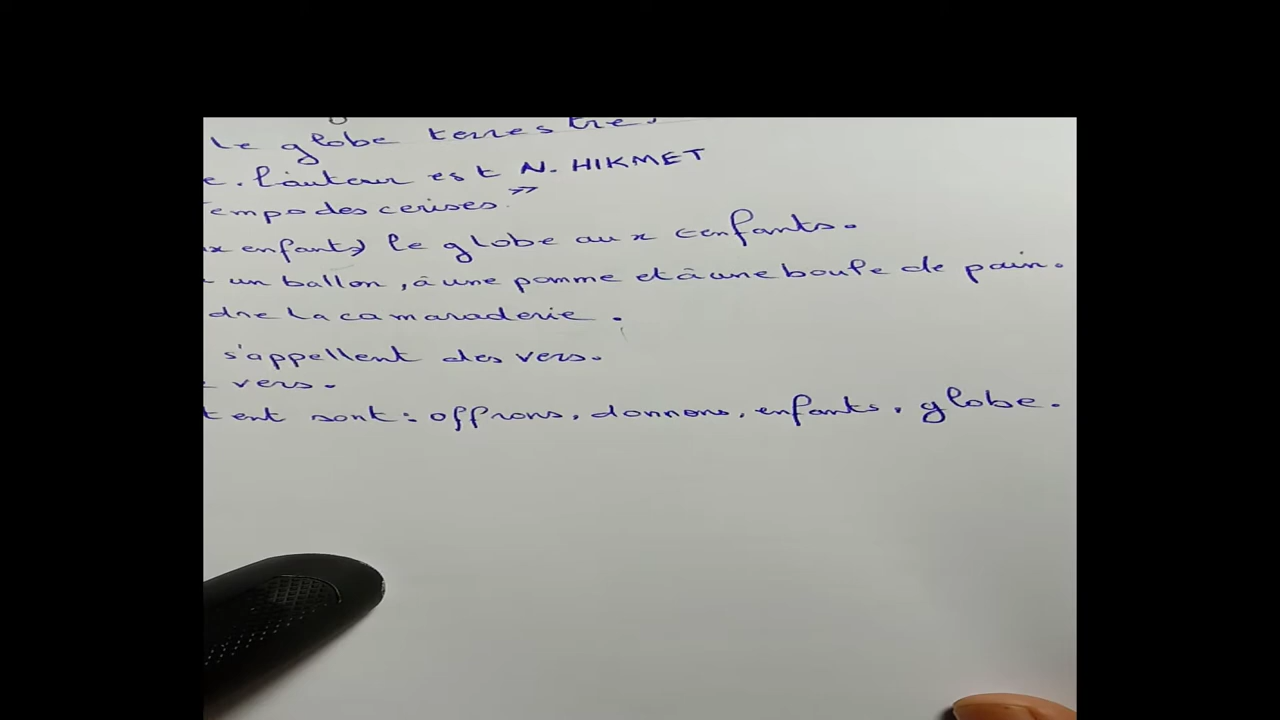 le globe terrestre.
e. l'auteur est N. HIKMET
Temps des cerises."
x enfants) le globe aux enfants.
un ballon, à une pomme et à une boule de pain.
dre la camaraderie.
s'appellent des vers.
vers.
tent sont: offrons, donnons, enfants, globe.